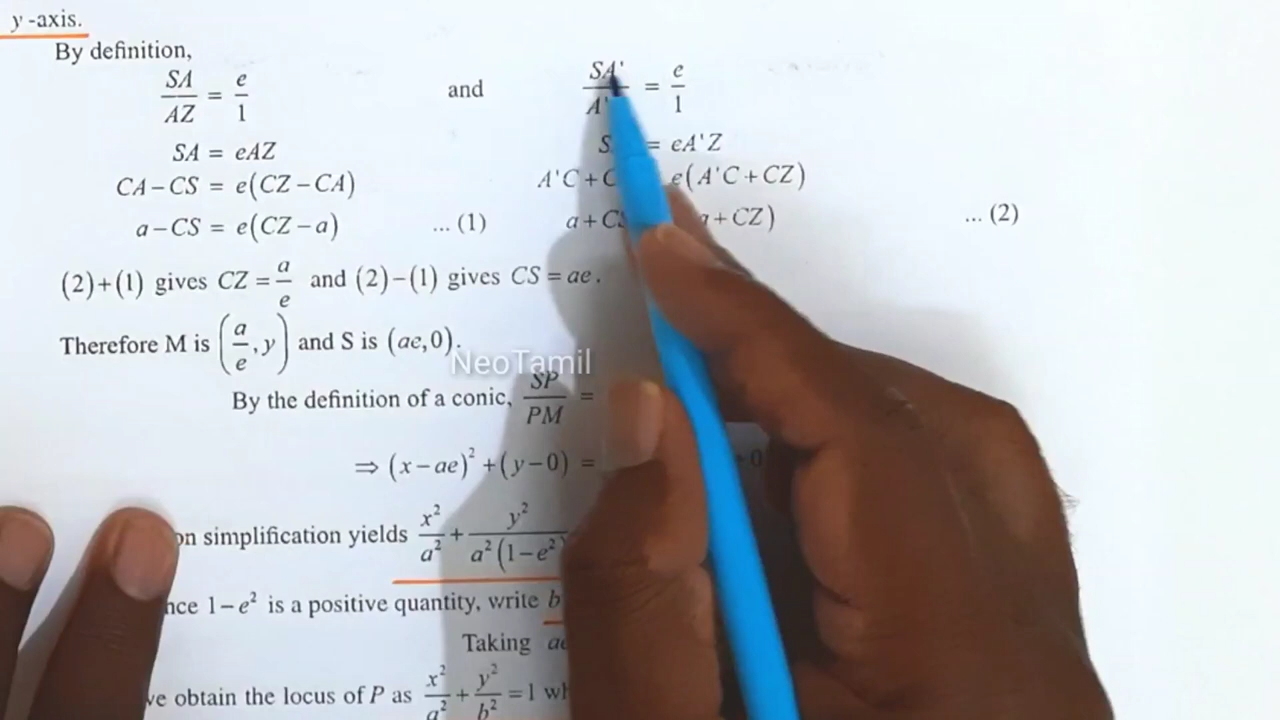 y-axis.
By definition,
SA/AZ = e/1 and SA'/A' = e/1
SA = eAZ S = eA'Z
CA−CS = e(CZ−CA) A'C+C e(A'C+CZ)
a−CS = e(CZ−a) ... (1) a+CS +CZ) ... (2)
(2)+(1) gives CZ = a/e and (2)−(1) gives CS = ae.
Therefore M is (a/e, y) and S is (ae,0).
NeoTamil
By the definition of a conic, SP/PM =
⇒ (x−ae)² +(y−0) =
on simplification yields x²/a² + y²/a²(1−e²)
1−e² is a positive quantity, write b
Taking
obtain the locus of P as x²/a² + y²/b² = 1